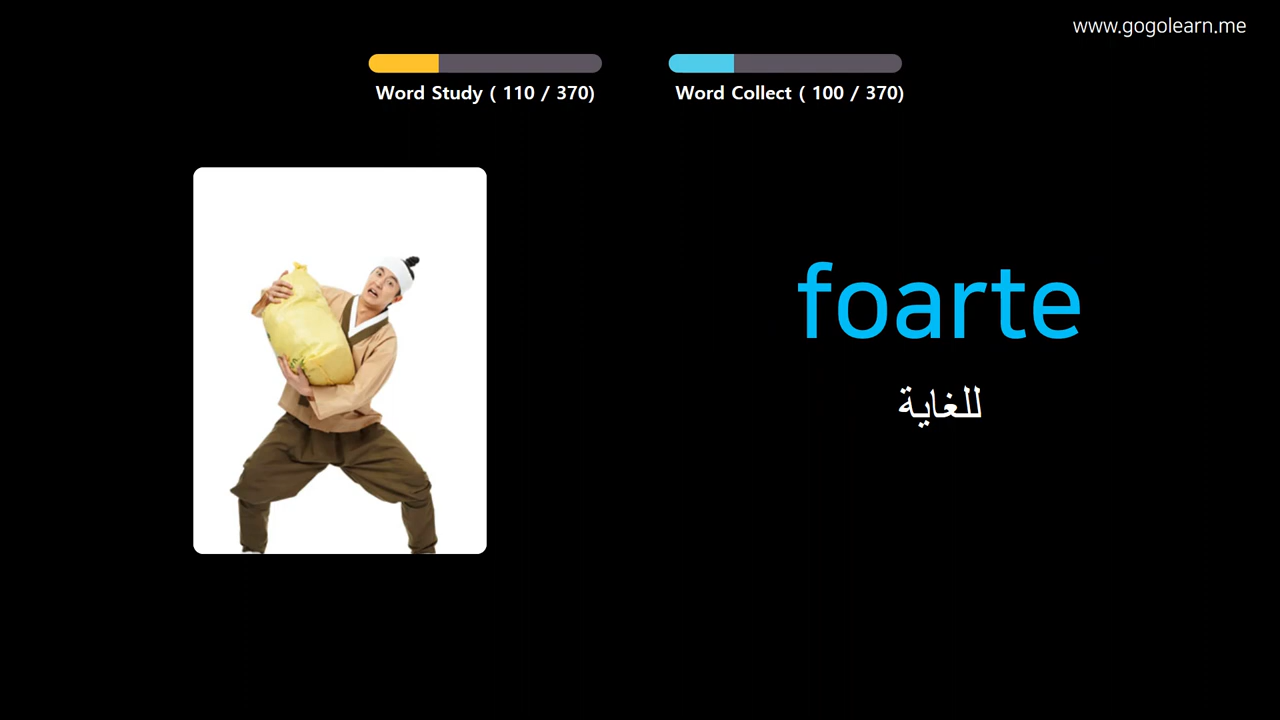 www.gogolearn.me
Word Study ( 110 / 370)
Word Collect ( 100 / 370)
foarte
للغاية